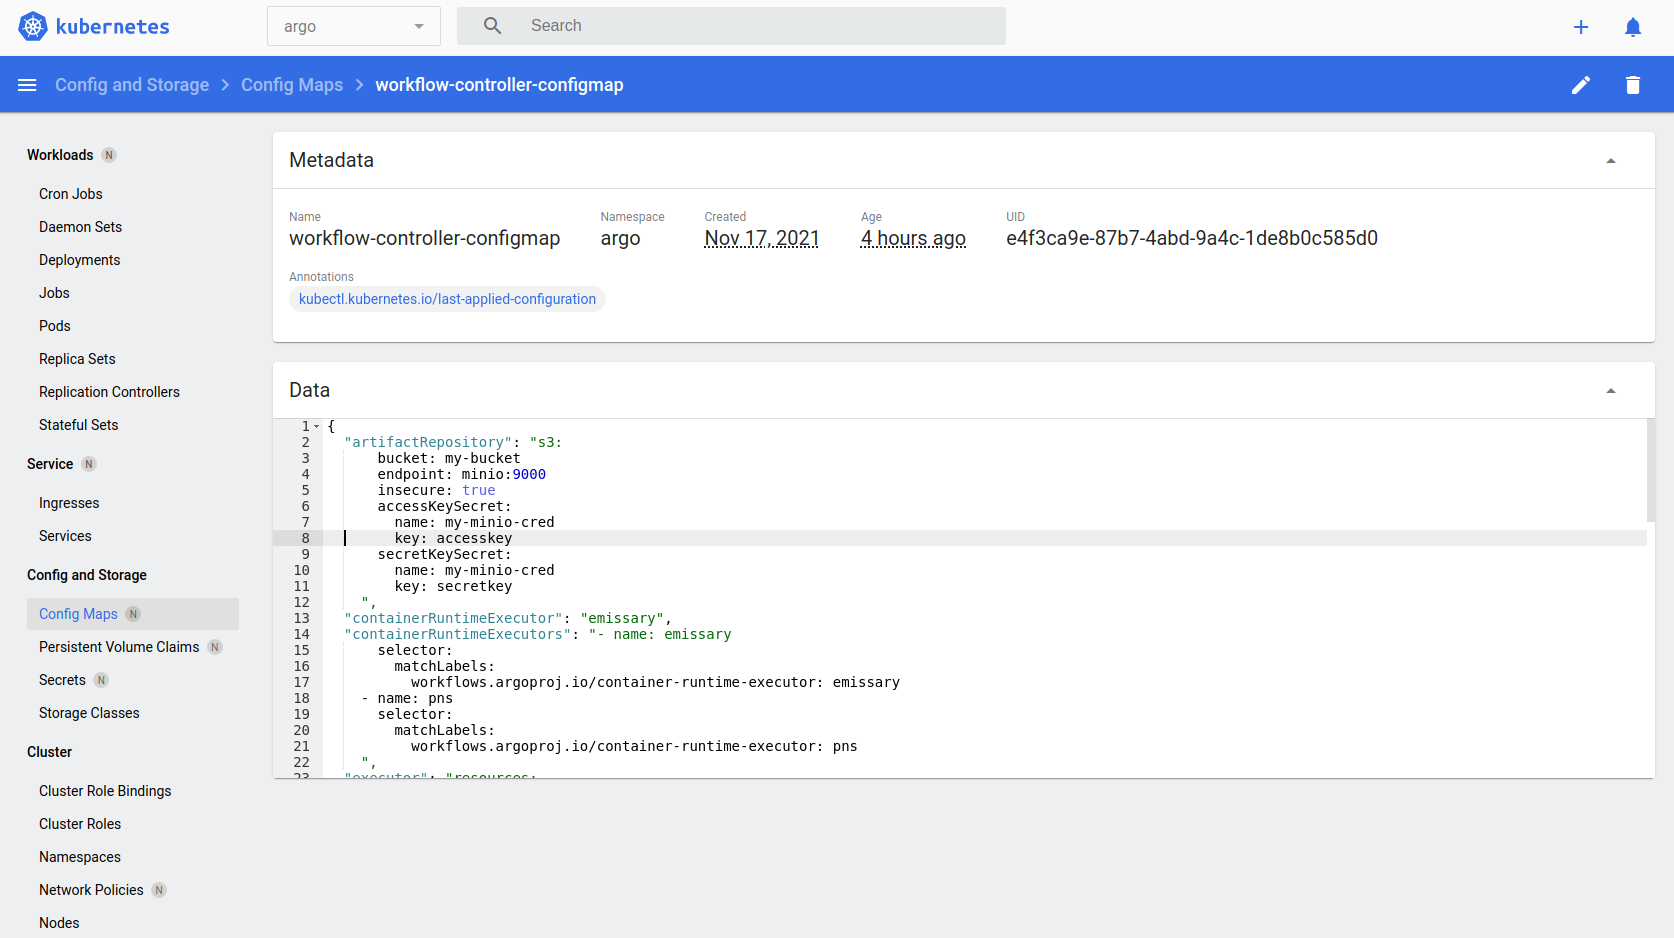 kubernetes
argo
Search
Config and Storage > Config Maps > workflow-controller-configmap
Workloads N
Cron Jobs
Daemon Sets
Deployments
Jobs
Pods
Replica Sets
Replication Controllers
Stateful Sets
Service N
Ingresses
Services
Config and Storage
Config Maps N
Persistent Volume Claims N
Secrets N
Storage Classes
Cluster
Cluster Role Bindings
Cluster Roles
Namespaces
Network Policies N
Nodes
Metadata
Name
workflow-controller-configmap
Namespace
argo
Created
Nov 17, 2021
Age
4 hours ago
UID
e4f3ca9e-87b7-4abd-9a4c-1de8b0c585d0
Annotations
kubectl.kubernetes.io/last-applied-configuration
Data
1 {
2 "artifactRepository": "s3:
3 bucket: my-bucket
4 endpoint: minio:9000
5 insecure: true
6 accessKeySecret:
7 name: my-minio-cred
8 key: accesskey
9 secretKeySecret:
10 name: my-minio-cred
11 key: secretkey
12 ",
13 "containerRuntimeExecutor": "emissary",
14 "containerRuntimeExecutors": "- name: emissary
15 selector:
16 matchLabels:
17 workflows.argoproj.io/container-runtime-executor: emissary
18 - name: pns
19 selector:
20 matchLabels:
21 workflows.argoproj.io/container-runtime-executor: pns
22 ",
23 "executor": "resources: